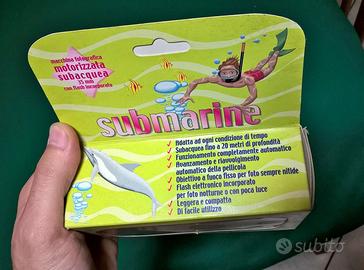 macchina fotografica
motorizzata
subacquea
35 mm
con flash incorporato
submarine
Adatta ad ogni condizione di tempo
Subacquea fino a 20 metri di profondità
Funzionamento completamente automatico
Avanzamento e riavvolgimento
automatico della pellicola
Obiettivo a fuoco fisso per foto sempre nitide
Flash elettronico incorporato
per foto notturne o con poca luce
Leggera e compatta
Di facile utilizzo
subito